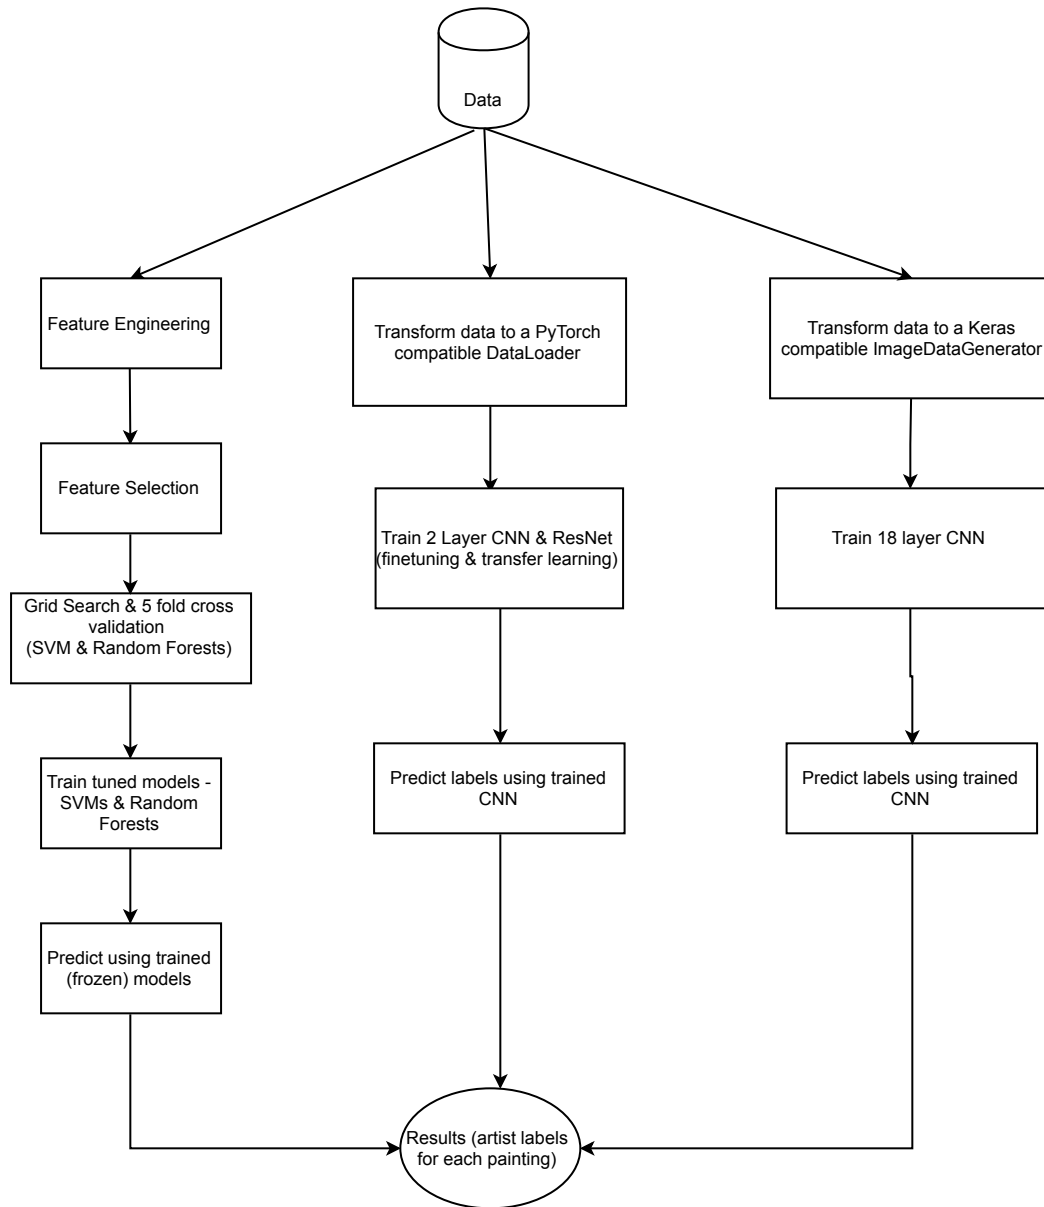 Data
Feature Engineering
Transform data to a PyTorch
compatible DataLoader
Transform data to a Keras
compatible ImageDataGenerator
Feature Selection
Train 2 Layer CNN & ResNet
(finetuning & transfer learning)
Train 18 layer CNN
Grid Search & 5 fold cross
validation
(SVM & Random Forests)
Train tuned models -
SVMs & Random
Forests
Predict labels using trained
CNN
Predict labels using trained
CNN
Predict using trained
(frozen) models
Results (artist labels
for each painting)